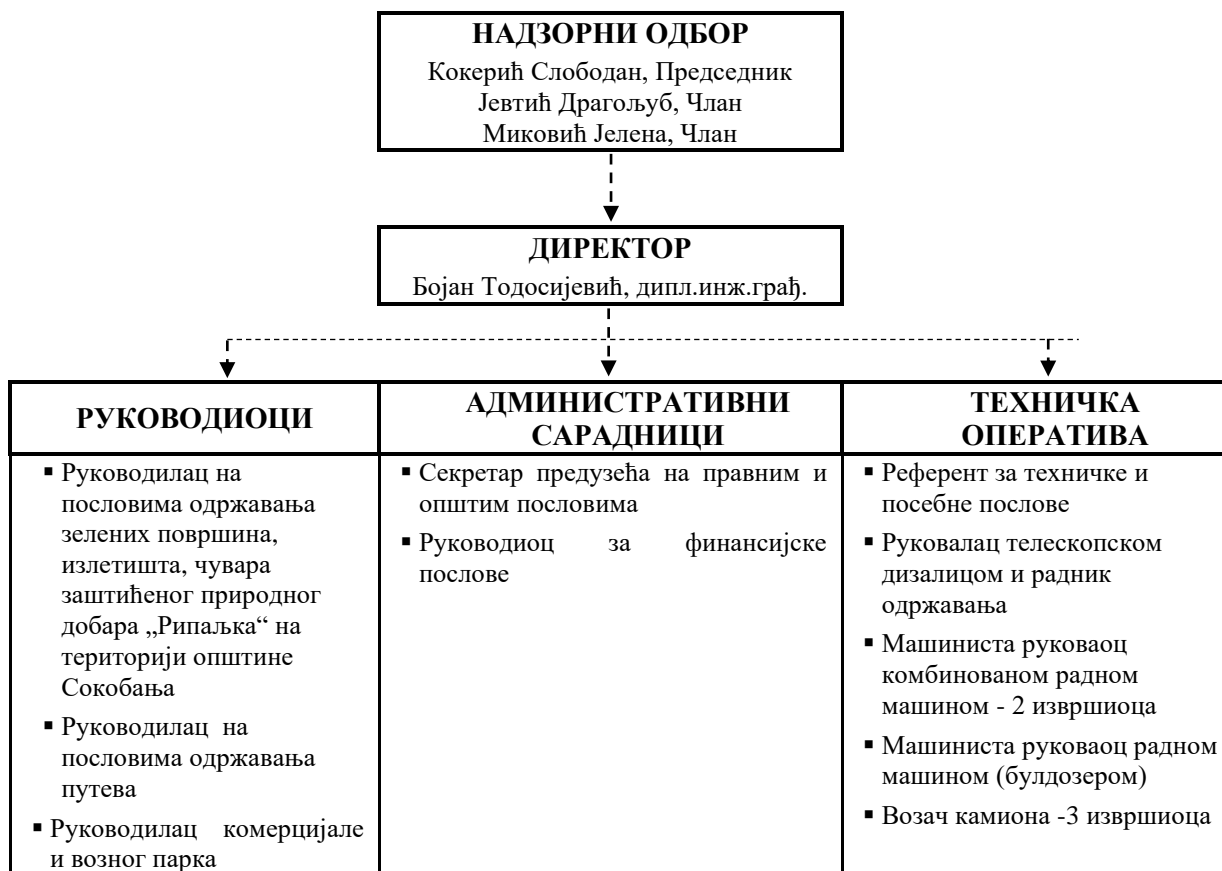 НАДЗОРНИ ОДБОР
Кокерић Слободан, Председник
Јевтић Драгољуб, Члан
Миковић Јелена, Члан
ДИРЕКТОР
Бојан Тодосијевић, дипл.инж.грађ.
РУКОВОДИОЦИ
▪ Руководилац на
пословима одржавања
зелених површина,
излетишта, чувара
заштићеног природног
добара „Рипаљка“ на
територији општине
Сокобања
▪ Руководилац на
пословима одржавања
путева
▪ Руководилац комерцијале
и возног парка
АДМИНИСТРАТИВНИ
САРАДНИЦИ
▪ Секретар предузећа на правним и
општим пословима
▪ Руководиоц за финансијске
послове
ТЕХНИЧКА
ОПЕРАТИВА
▪ Референт за техничке и
посебне послове
▪ Руковалац телескопском
дизалицом и радник
одржавања
▪ Машиниста руковаоц
комбинованом радном
машином - 2 извршиоца
▪ Машиниста руковаоц радном
машином (булдозером)
▪ Возач камиона -3 извршиоца